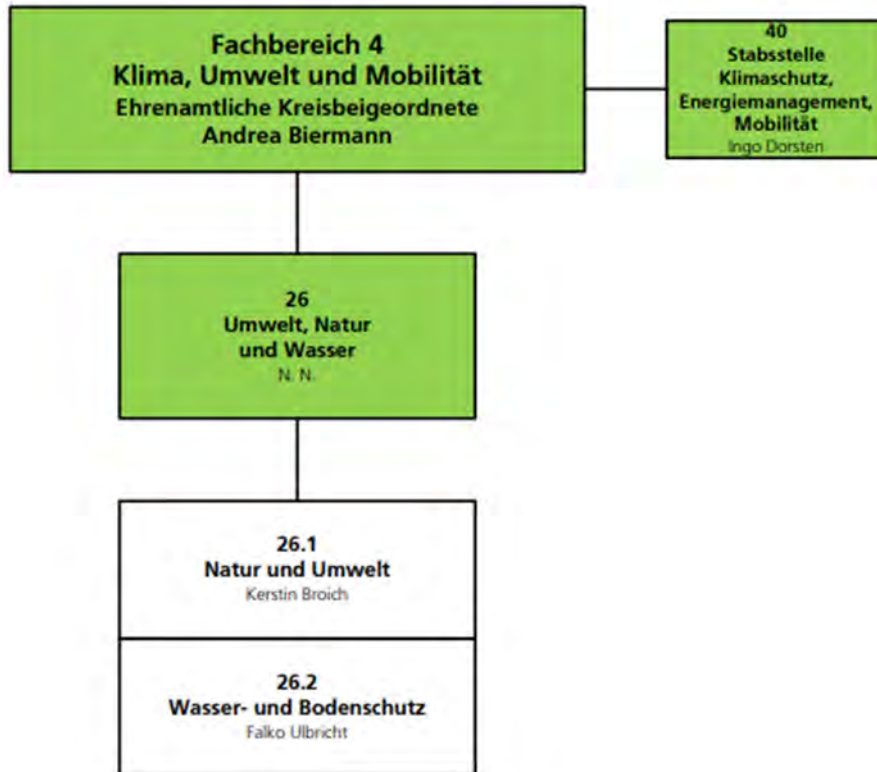 Fachbereich 4
Klima, Umwelt und Mobilität
Ehrenamtliche Kreisbeigeordnete
Andrea Biermann
40
Stabsstelle
Klimaschutz,
Energiemanagement,
Mobilität
Ingo Dorsten
26
Umwelt, Natur
und Wasser
N. N.
26.1
Natur und Umwelt
Kerstin Broich
26.2
Wasser- und Bodenschutz
Falko Ulbricht